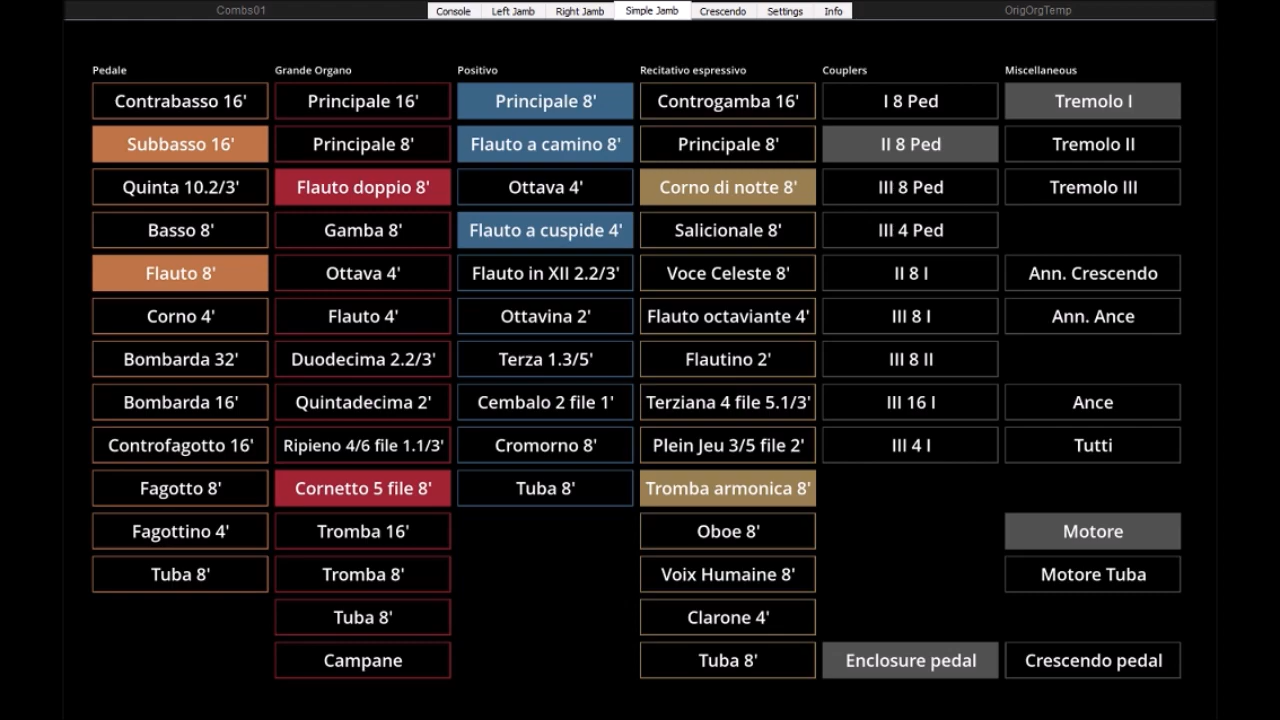 Combs01 Console Left Jamb Right Jamb Simple Jamb Crescendo Settings Info OrigOrgTemp
Pedale Grande Organo Positivo Recitativo espressivo Couplers Miscellaneous
Contrabasso 16' Principale 16' Principale 8' Controgamba 16' I 8 Ped Tremolo I
Subbasso 16' Principale 8' Flauto a camino 8' Principale 8' II 8 Ped Tremolo II
Quinta 10.2/3' Flauto doppio 8' Ottava 4' Corno di notte 8' III 8 Ped Tremolo III
Basso 8' Gamba 8' Flauto a cuspide 4' Salicionale 8' III 4 Ped
Flauto 8' Ottava 4' Flauto in XII 2.2/3' Voce Celeste 8' II 8 I Ann. Crescendo
Corno 4' Flauto 4' Ottavina 2' Flauto octaviante 4' III 8 I Ann. Ance
Bombarda 32' Duodecima 2.2/3' Terza 1.3/5' Flautino 2' III 8 II
Bombarda 16' Quintadecima 2' Cembalo 2 file 1' Terziana 4 file 5.1/3' III 16 I Ance
Controfagotto 16' Ripieno 4/6 file 1.1/3' Cromorno 8' Plein Jeu 3/5 file 2' III 4 I Tutti
Fagotto 8' Cornetto 5 file 8' Tuba 8' Tromba armonica 8'
Fagottino 4' Tromba 16' Oboe 8' Motore
Tuba 8' Tromba 8' Voix Humaine 8' Motore Tuba
Tuba 8' Clarone 4'
Campane Tuba 8' Enclosure pedal Crescendo pedal